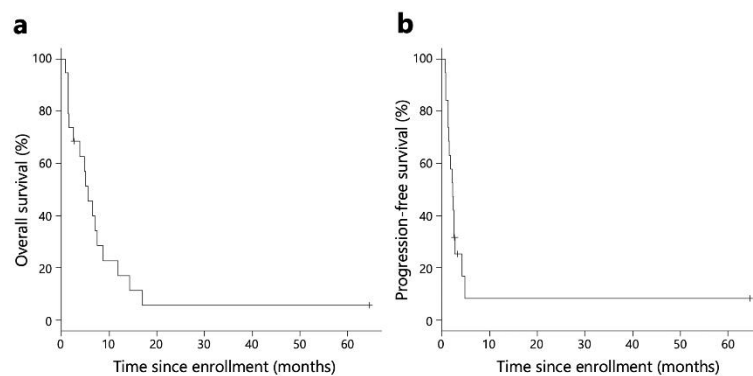 a
Overall survival (%)
100
80
60
40
20
0
0 10 20 30 40 50 60
Time since enrollment (months)
b
Progression-free survival (%)
100
80
60
40
20
0
0 10 20 30 40 50 60
Time since enrollment (months)